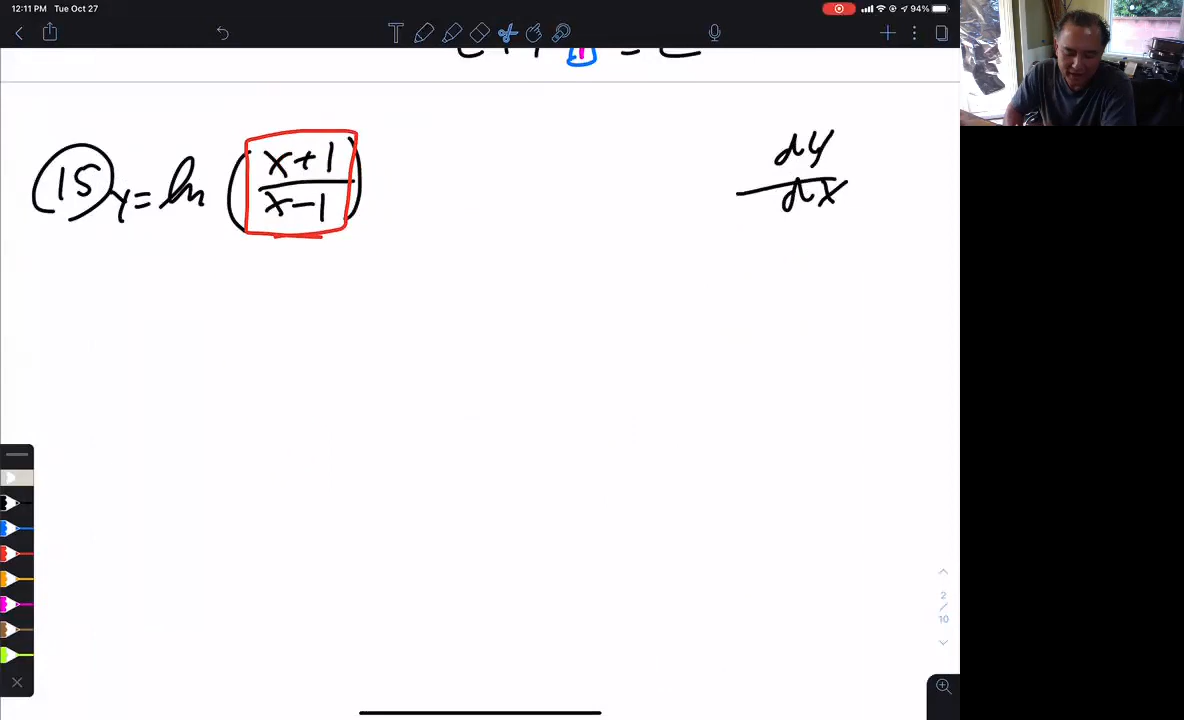 12:11 PM Tue Oct 27
94%
15 y = ln ( x+1 / x-1 )
dy / dx
2 / 10